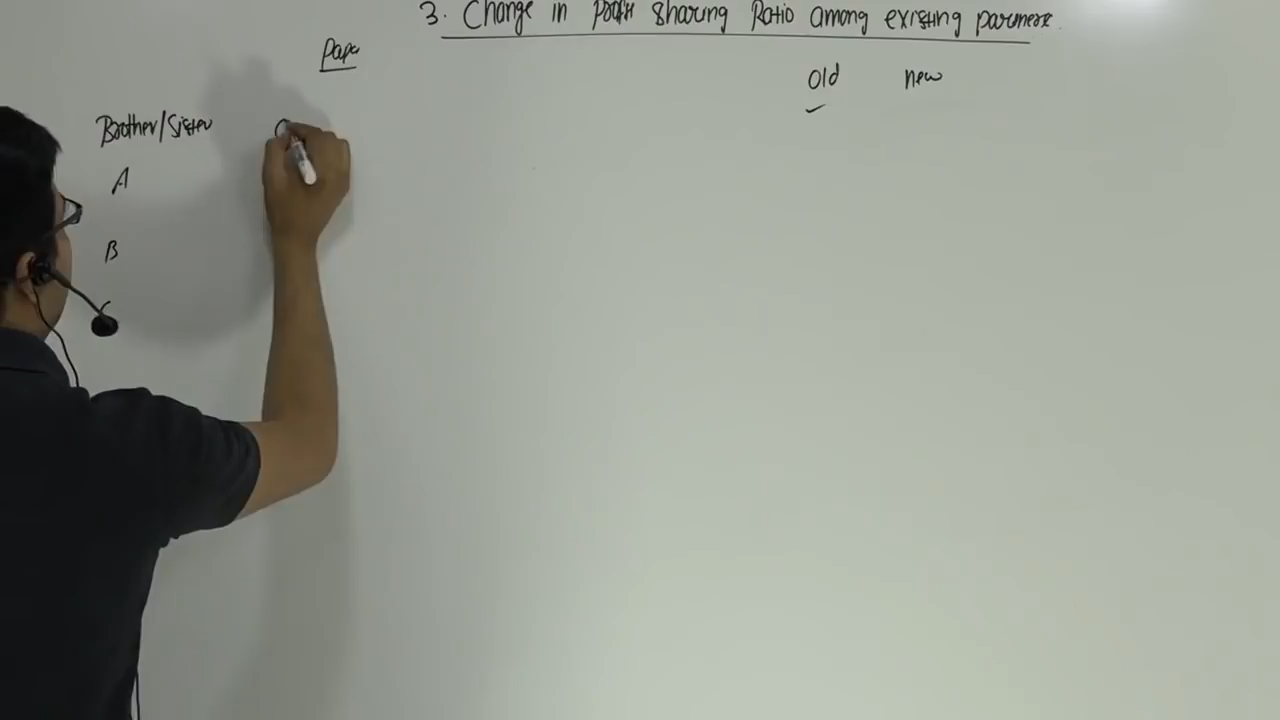 3. Change in Profit Sharing Ratio among existing partners.
Papa
Old new
Brother/Sister
A
B
C